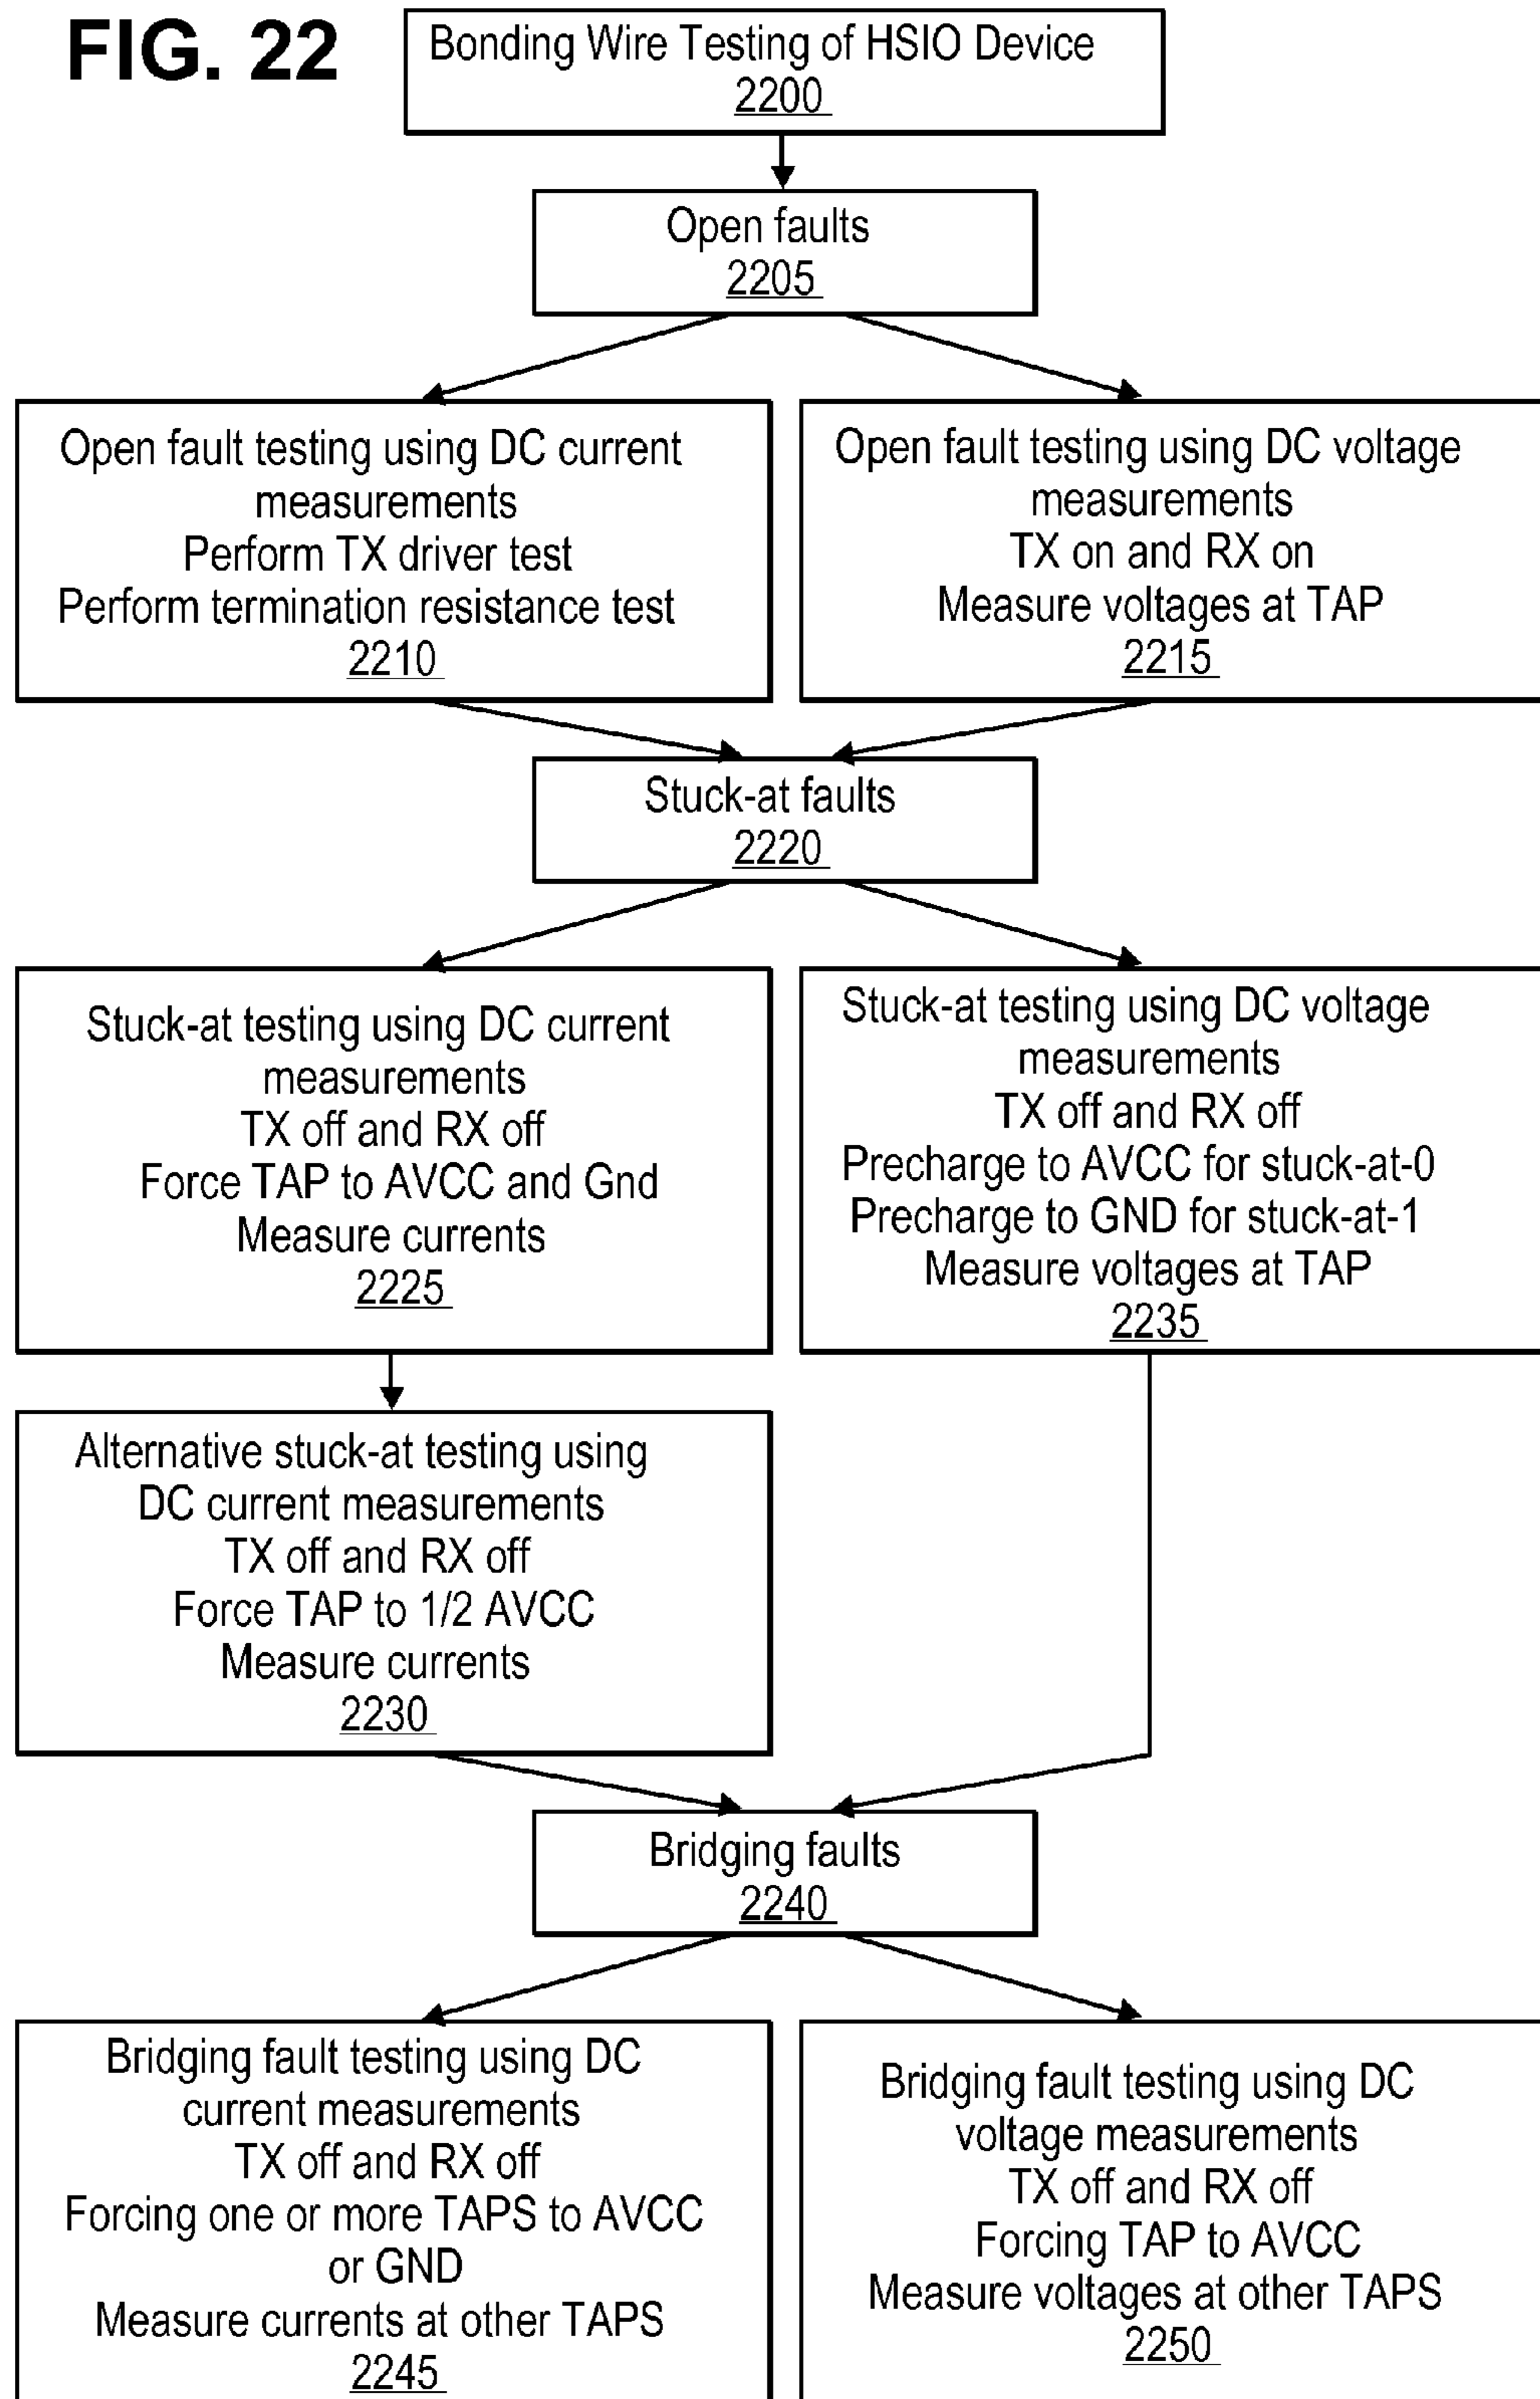 FIG. 22
Bonding Wire Testing of HSIO Device
2200
Open faults
2205
Open fault testing using DC current
measurements
Perform TX driver test
Perform termination resistance test
2210
Open fault testing using DC voltage
measurements
TX on and RX on
Measure voltages at TAP
2215
Stuck-at faults
2220
Stuck-at testing using DC current
measurements
TX off and RX off
Force TAP to AVCC and Gnd
Measure currents
2225
Stuck-at testing using DC voltage
measurements
TX off and RX off
Precharge to AVCC for stuck-at-0
Precharge to GND for stuck-at-1
Measure voltages at TAP
2235
Alternative stuck-at testing using
DC current measurements
TX off and RX off
Force TAP to 1/2 AVCC
Measure currents
2230
Bridging faults
2240
Bridging fault testing using DC
current measurements
TX off and RX off
Forcing one or more TAPS to AVCC
or GND
Measure currents at other TAPS
2245
Bridging fault testing using DC
voltage measurements
TX off and RX off
Forcing TAP to AVCC
Measure voltages at other TAPS
2250